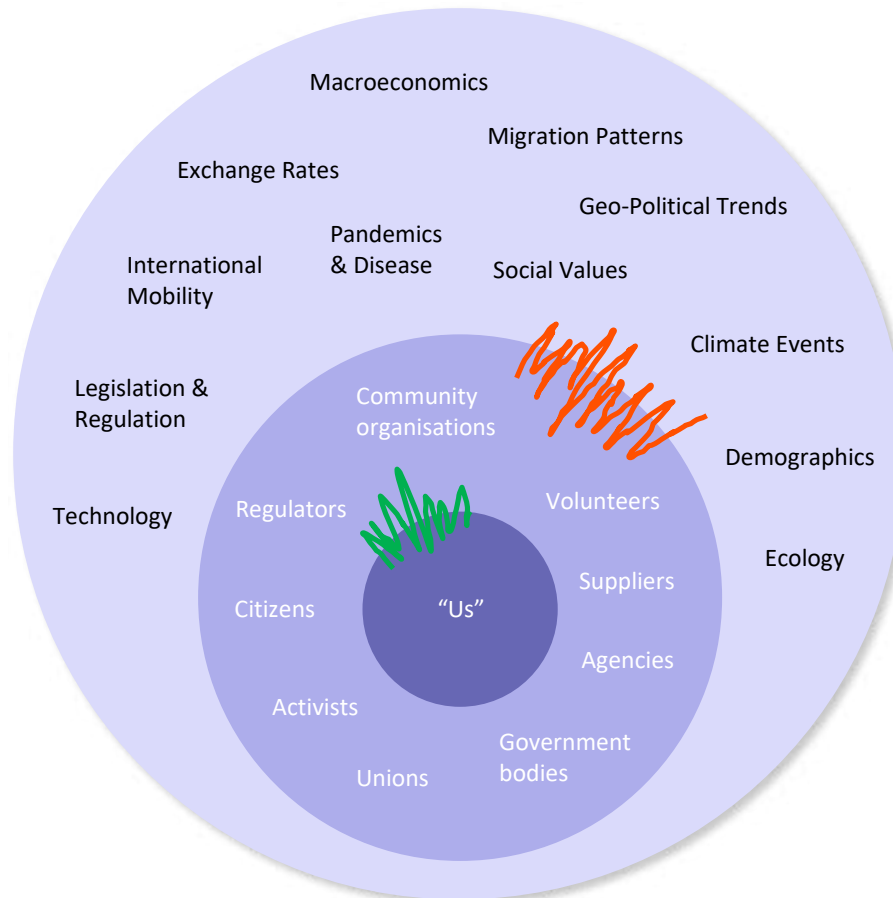 Macroeconomics
Migration Patterns
Exchange Rates
Geo-Political Trends
Pandemics
& Disease
International
Mobility
Social Values
Climate Events
Legislation &
Regulation
Community
organisations
Demographics
Technology
Regulators
Volunteers
Ecology
Suppliers
Citizens
“Us”
Agencies
Activists
Government
bodies
Unions